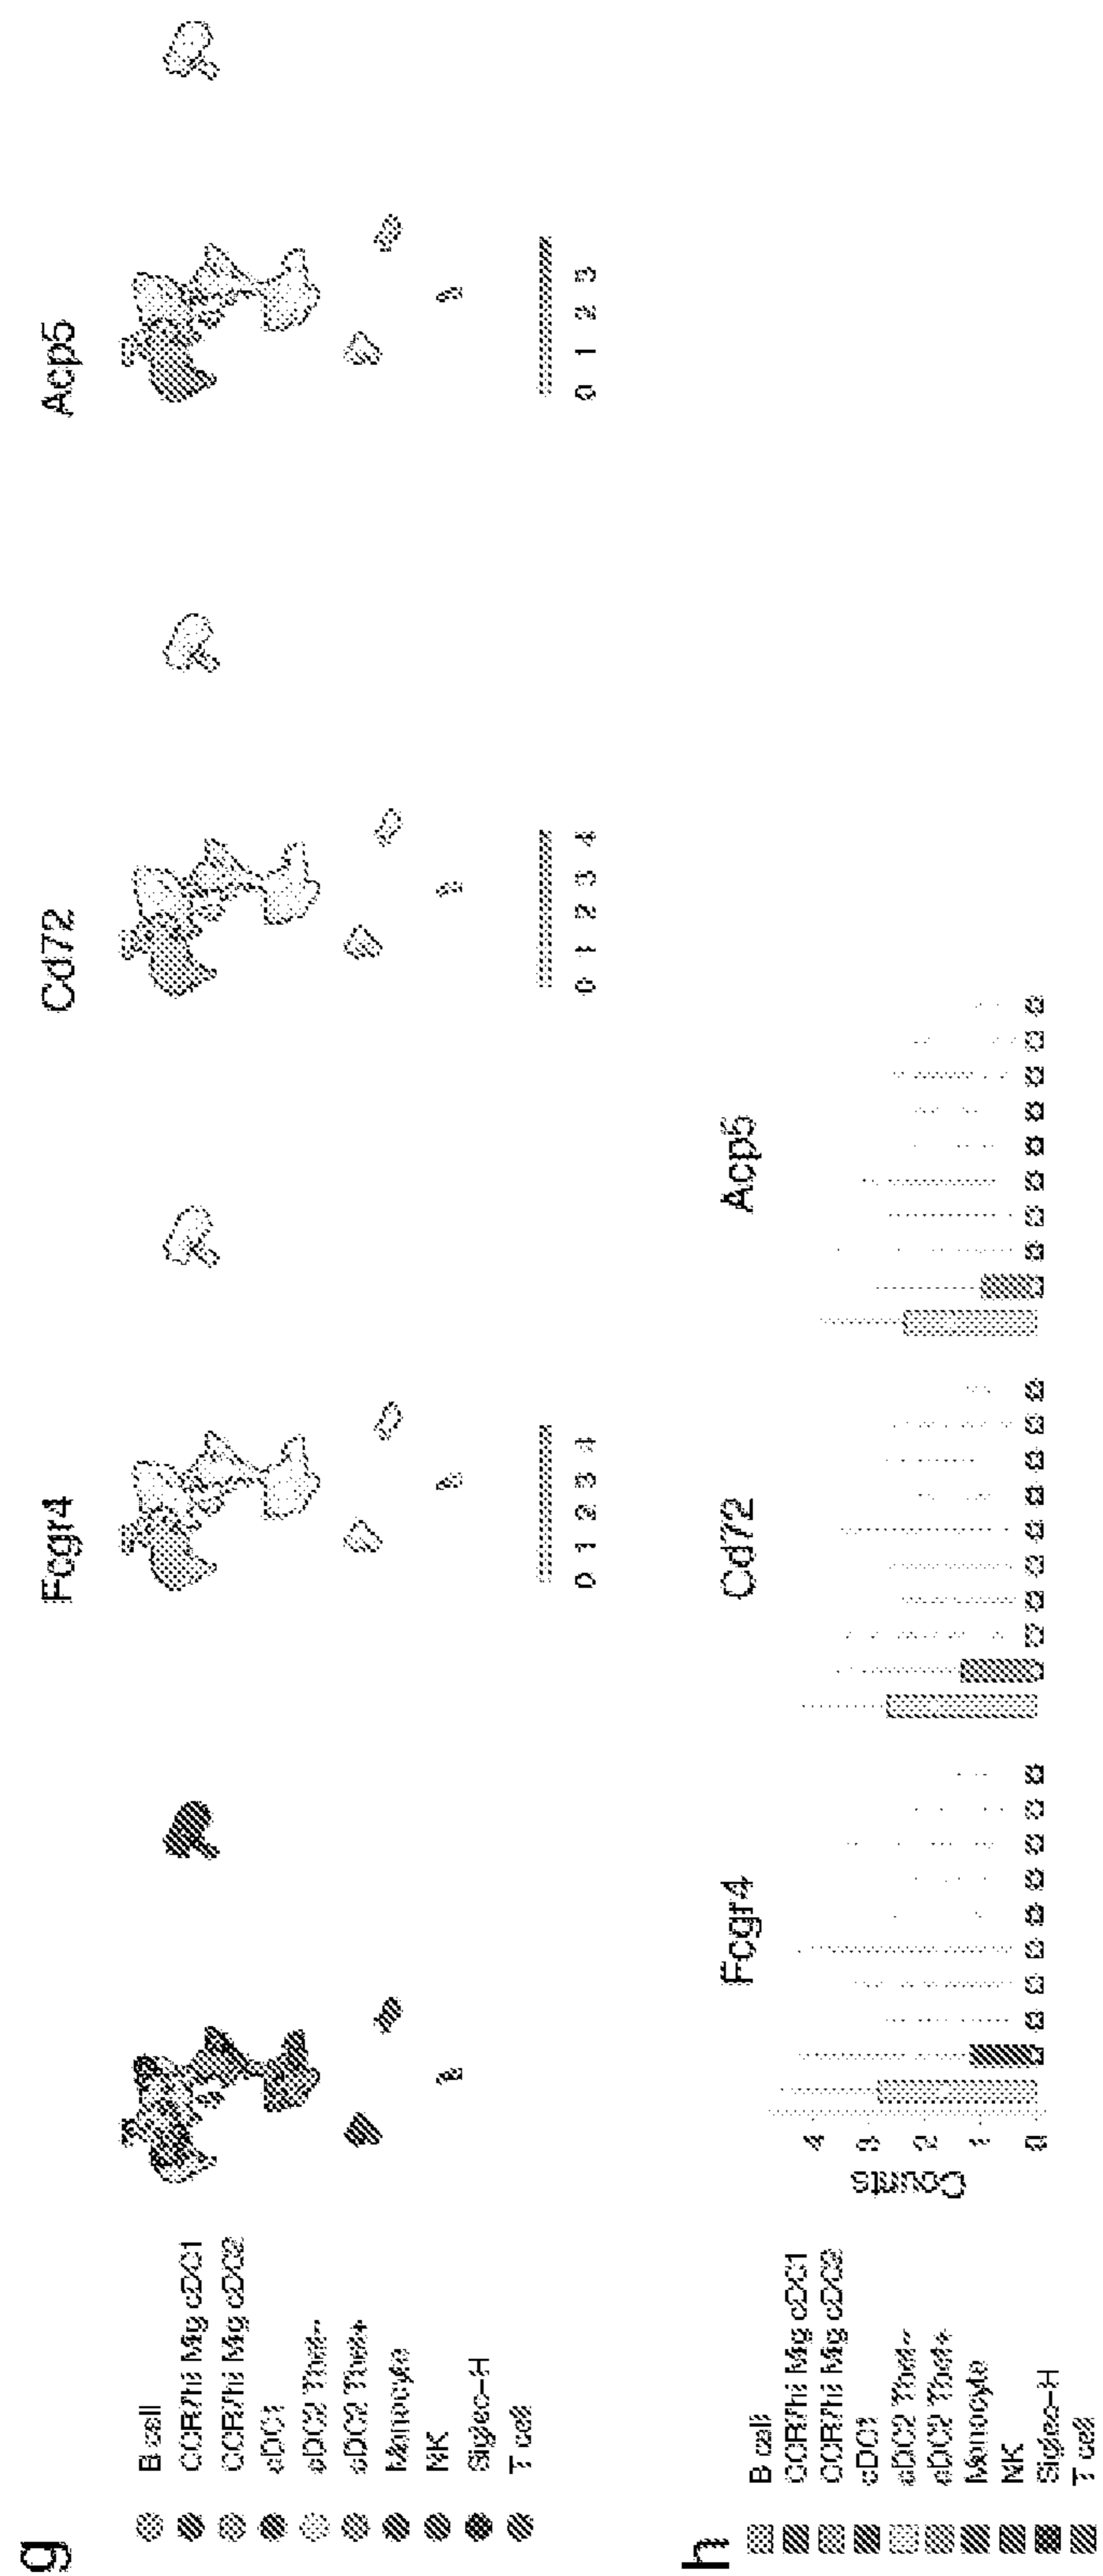 g
B cell
CCR7hi Mig cDC1
CCR7hi Mig cDC2
cDC1
cDC2 Tbet-
cDC2 Tbet+
Monocyte
NK
Siglec-H
T cell
Fcgr4
0 1 2 3 4
Cd72
0 1 2 3 4
Acp5
0 1 2 3
h
B cell
CCR7hi Mig cDC1
CCR7hi Mig cDC2
cDC1
cDC2 Tbet-
cDC2 Tbet+
Monocyte
NK
Siglec-H
T cell
Counts
4
3
2
1
0
Fcgr4
Cd72
Acp5